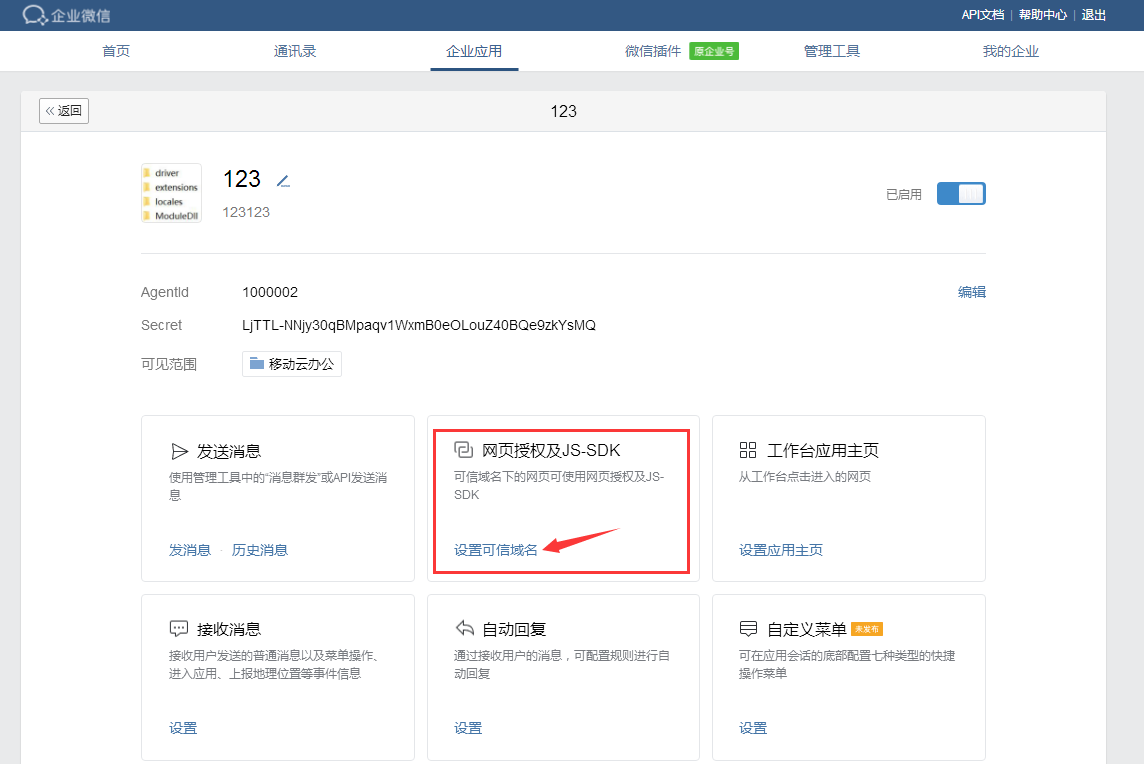 企业微信
API文档 | 帮助中心 | 退出
首页 通讯录 企业应用 微信插件 原企业号 管理工具 我的企业
«返回
123
driver
extensions
locales
ModuleDll
123
123123
已启用
AgentId 1000002 编辑
Secret LjTTL-NNjy30qBMpaqv1WxmB0eOLouZ40BQe9zkYsMQ
可见范围 移动云办公
发送消息
使用管理工具中的“消息群发”或API发送消
息
发消息 · 历史消息
网页授权及JS-SDK
可信域名下的网页可使用网页授权及JS-
SDK
设置可信域名
工作台应用主页
从工作台点击进入的网页
设置应用主页
接收消息
接收用户发送的普通消息以及菜单操作、
进入应用、上报地理位置等事件信息
设置
自动回复
通过接收用户的消息，可配置规则进行自
动回复
设置
自定义菜单 未发布
可在应用会话的底部配置七种类型的快捷
操作菜单
设置